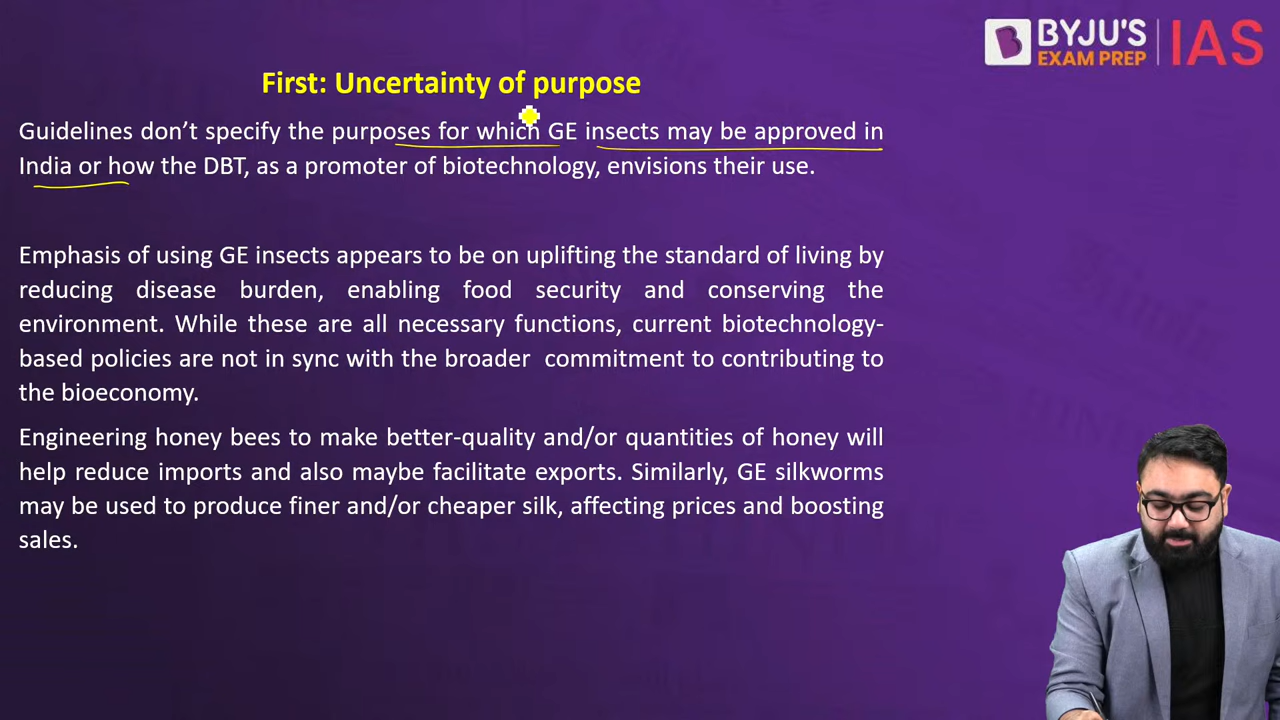 BYJU'S
EXAM PREP
IAS
First: Uncertainty of purpose
Guidelines don’t specify the purposes for which GE insects may be approved in
India or how the DBT, as a promoter of biotechnology, envisions their use.
Emphasis of using GE insects appears to be on uplifting the standard of living by
reducing disease burden, enabling food security and conserving the
environment. While these are all necessary functions, current biotechnology-
based policies are not in sync with the broader commitment to contributing to
the bioeconomy.
Engineering honey bees to make better-quality and/or quantities of honey will
help reduce imports and also maybe facilitate exports. Similarly, GE silkworms
may be used to produce finer and/or cheaper silk, affecting prices and boosting
sales.